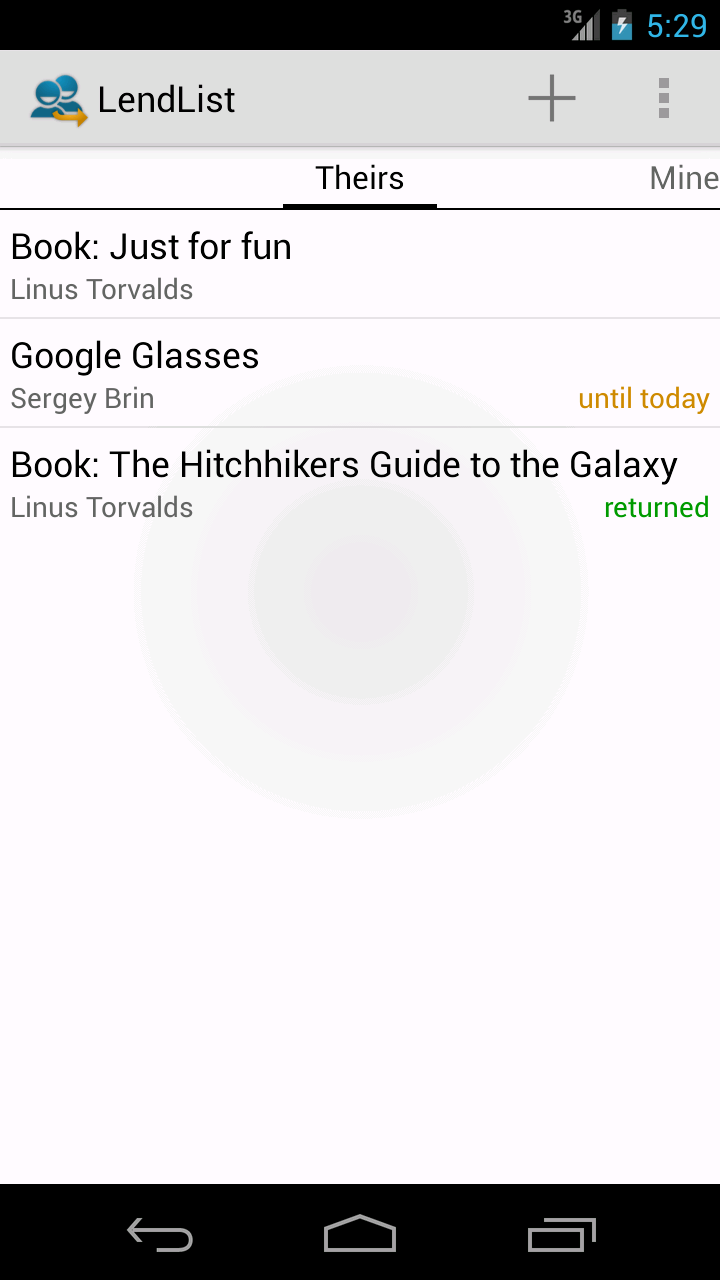 3G
5:29
LendList
Theirs
Mine
Book: Just for fun
Linus Torvalds
Google Glasses
Sergey Brin
until today
Book: The Hitchhikers Guide to the Galaxy
Linus Torvalds
returned